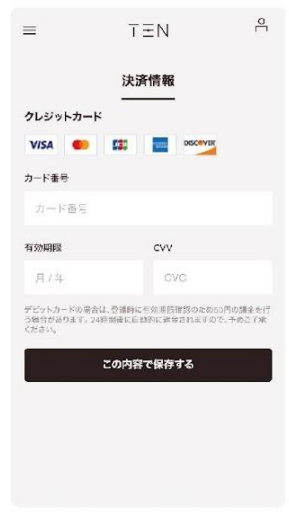 TEN
決済情報
クレジットカード
VISA JCB DISCOVER
カード番号
カード番号
有効期限 CVV
月 / 年 CVC
デビットカードの場合は、登録時に有効期限確認のため50円の課金を行
う場合があります。24時間後に自動的に返金されますので、予めご了承
ください。
この内容で保存する